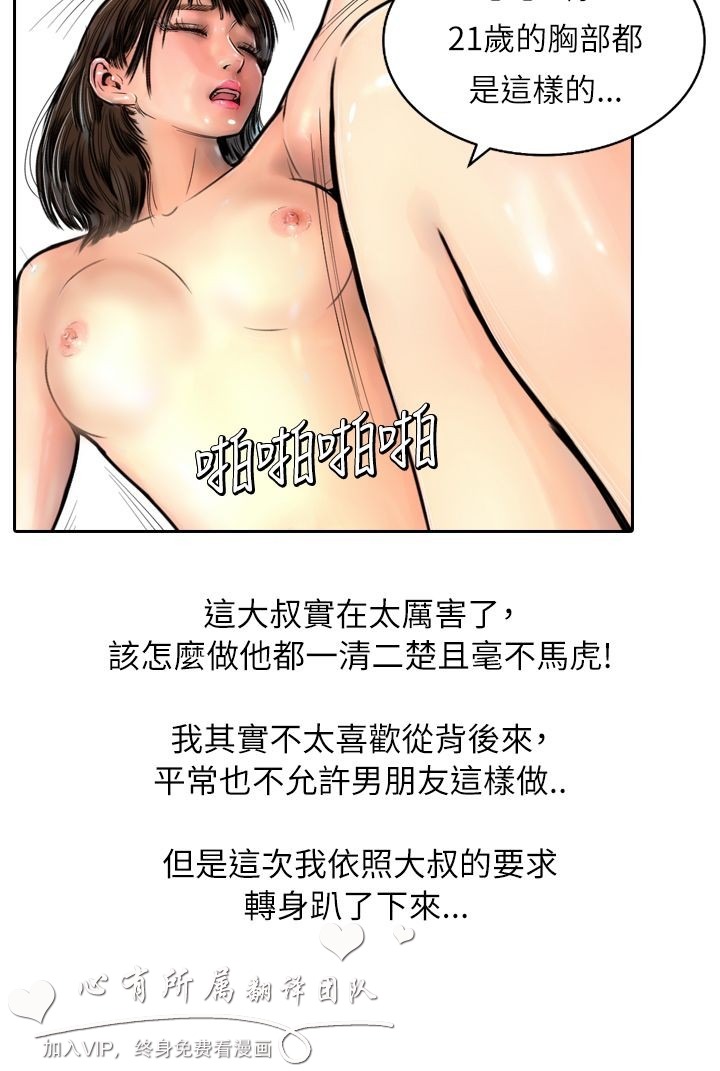 21歲的胸部都
是這樣的...
啪啪啪啪
這大叔實在太厲害了，
該怎麼做他都一清二楚且毫不馬虎!
我其實不太喜歡從背後來，
平常也不允許男朋友這樣做..
但是這次我依照大叔的要求
轉身趴了下來...
心有所属翻译团队
加入VIP，终身免费看漫画